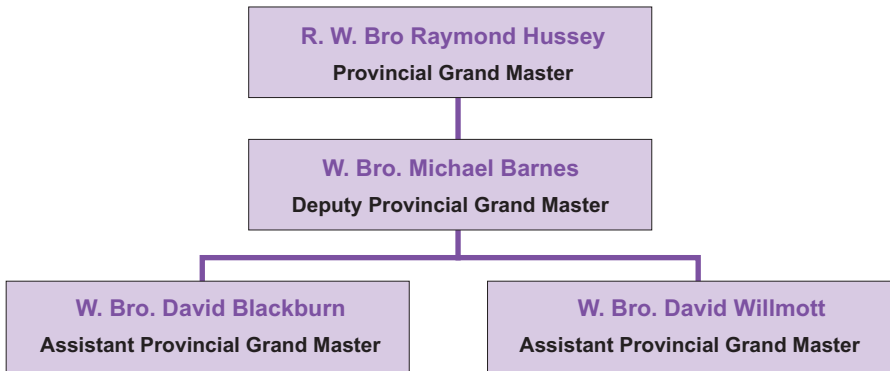 R. W. Bro Raymond Hussey
Provincial Grand Master
W. Bro. Michael Barnes
Deputy Provincial Grand Master
W. Bro. David Blackburn
Assistant Provincial Grand Master
W. Bro. David Willmott
Assistant Provincial Grand Master